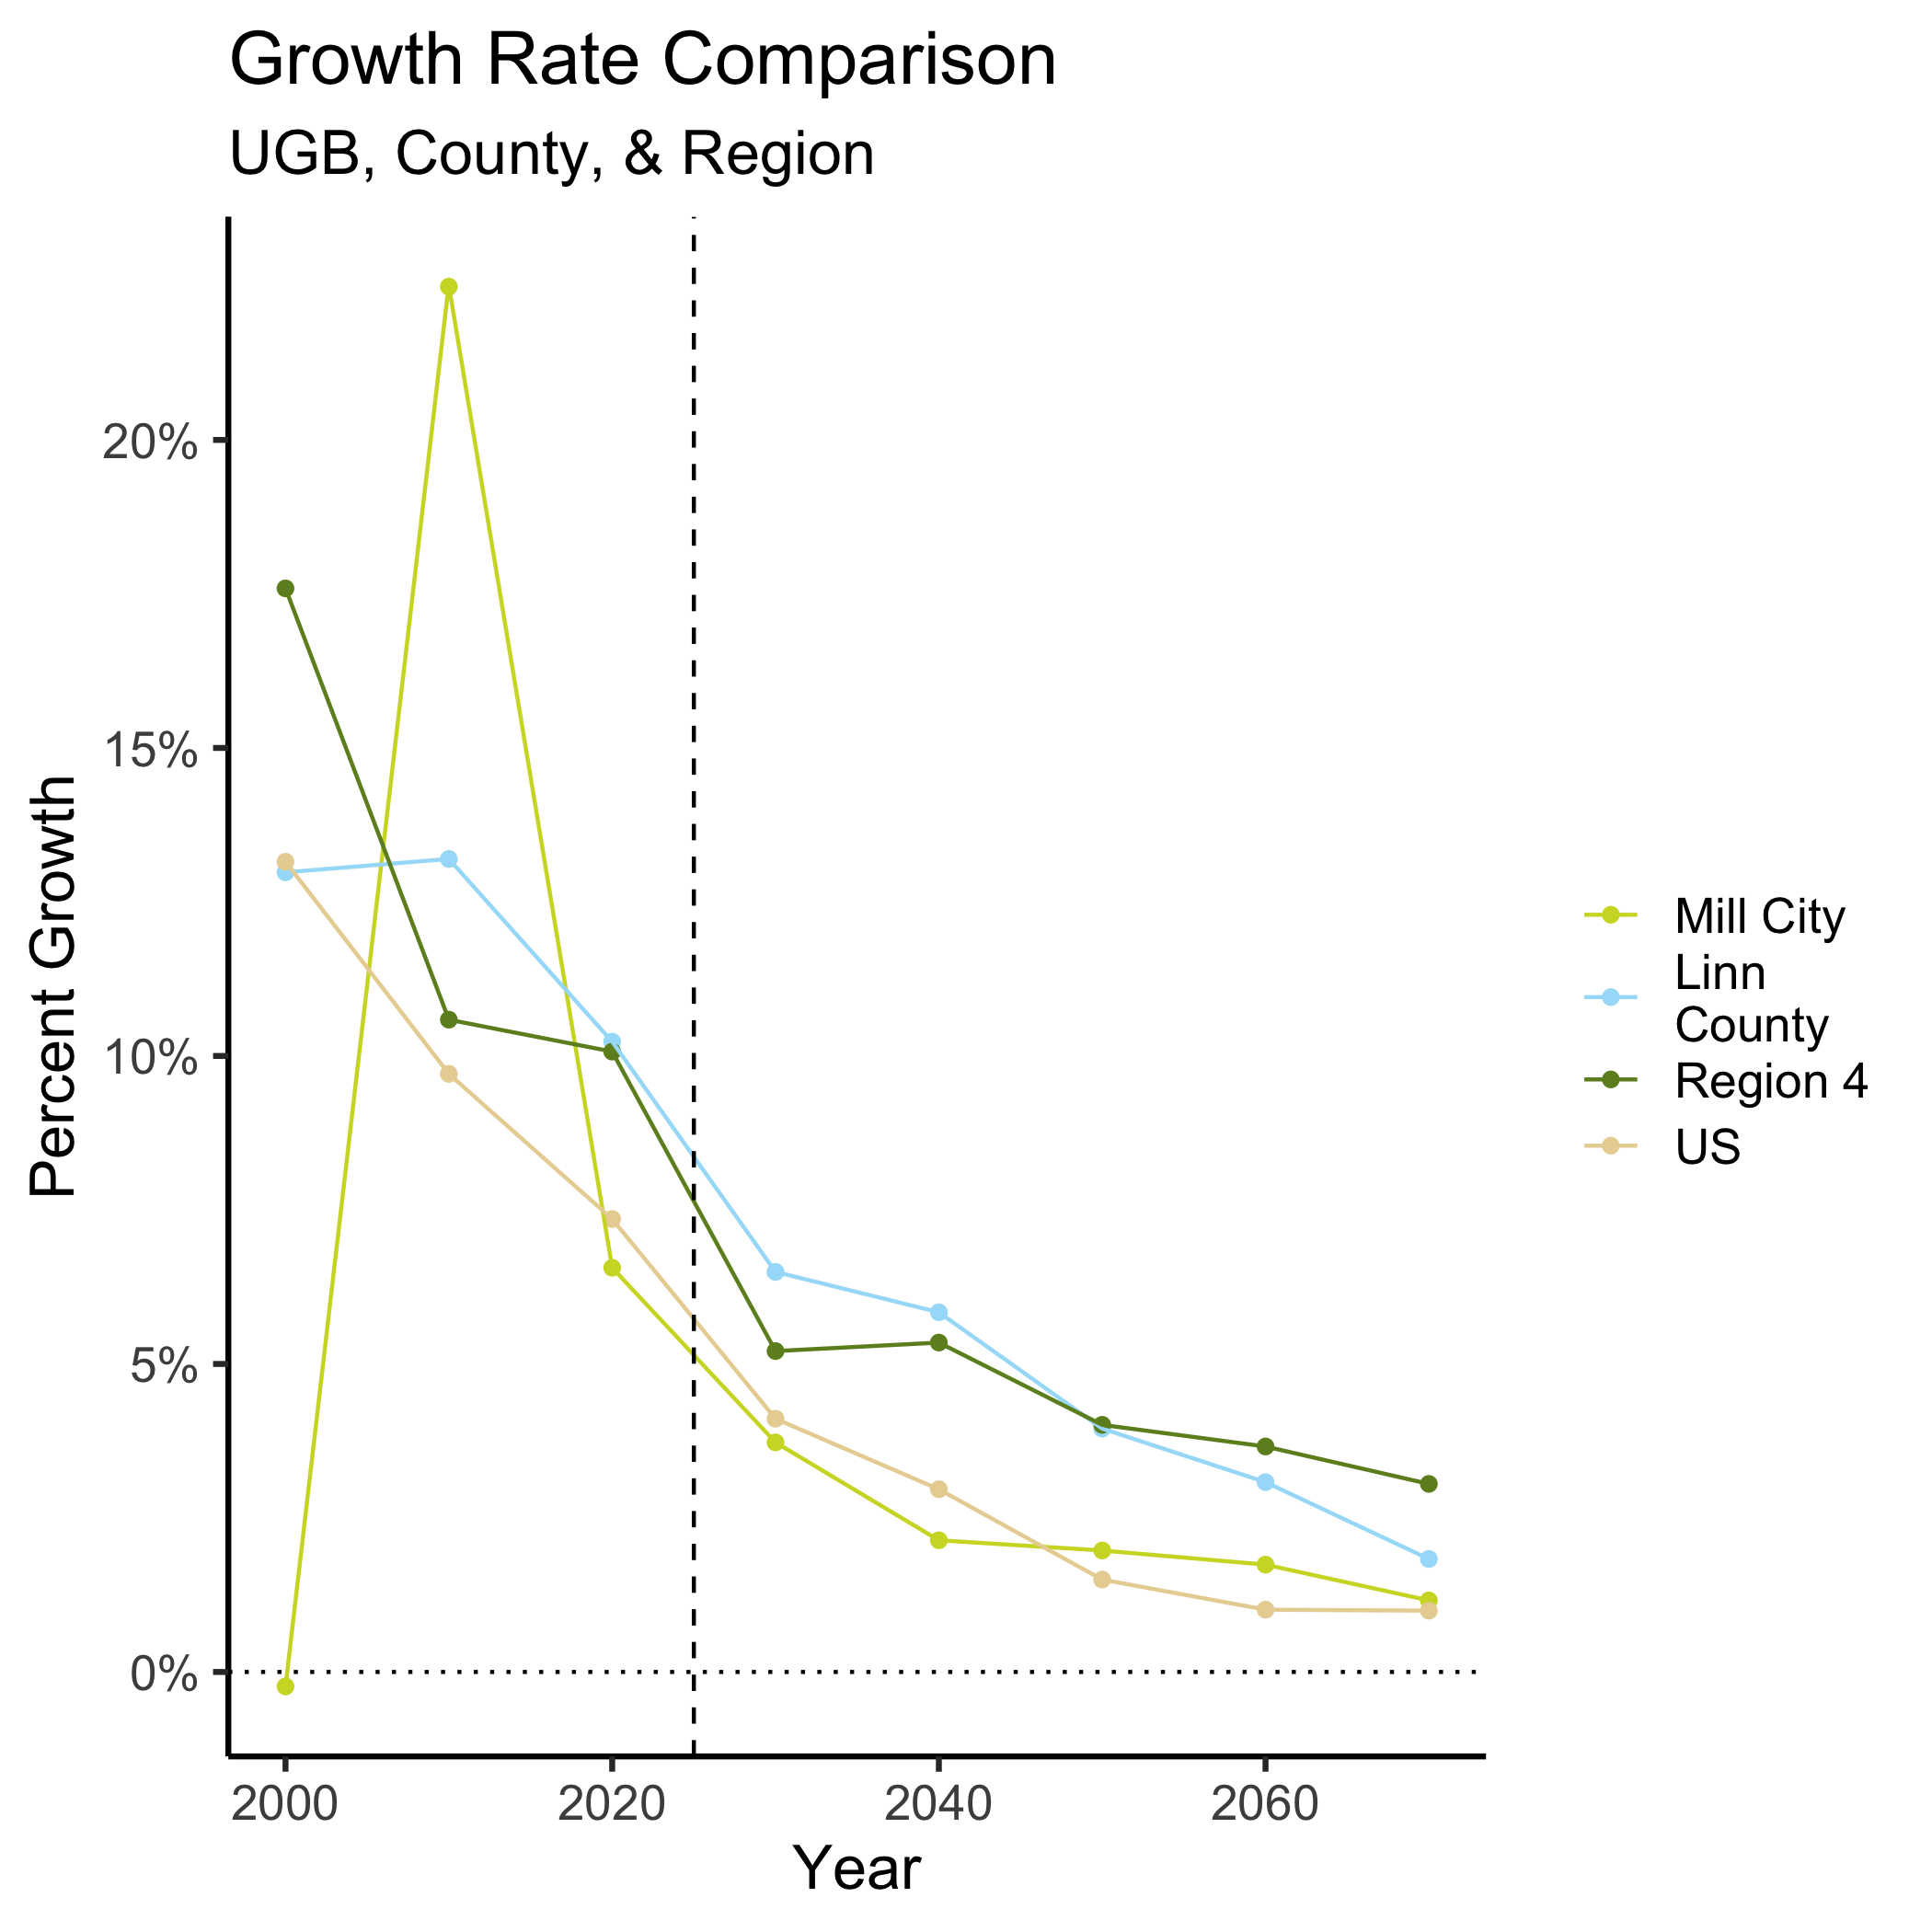 Growth Rate Comparison
UGB, County, & Region
Percent Growth
20%
15%
10%
5%
0%
2000
2020
2040
2060
Year
Mill City
Linn
County
Region 4
US